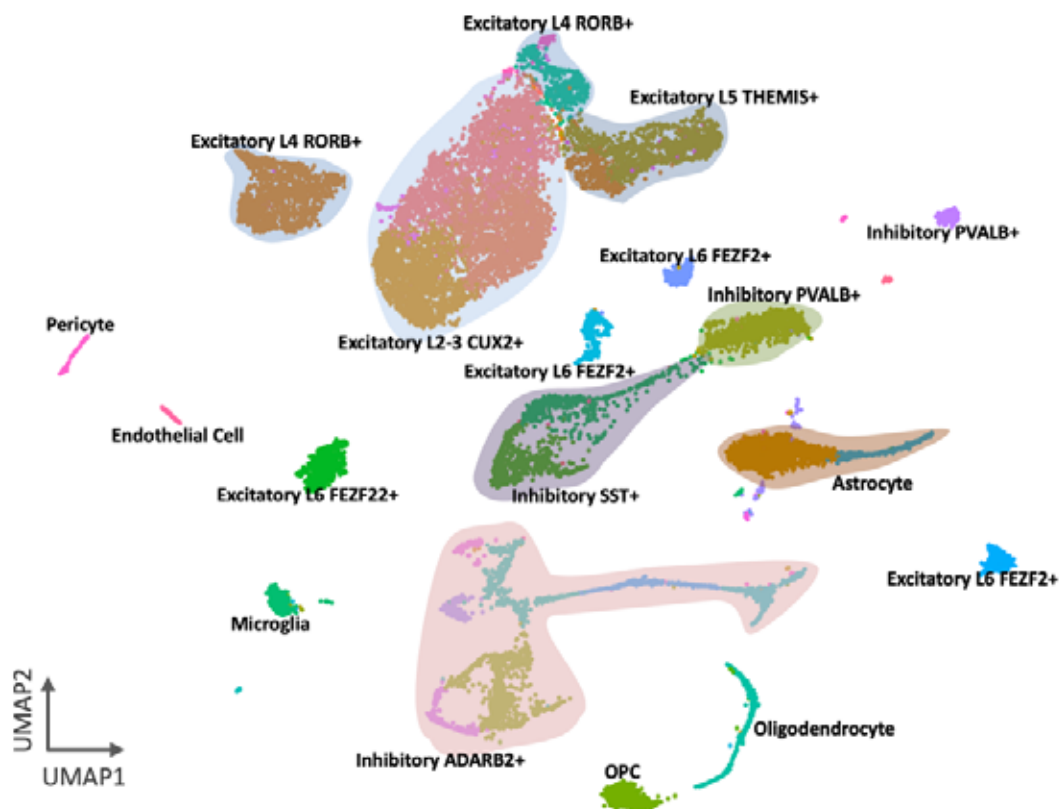 Excitatory L4 RORB+
Excitatory L5 THEMIS+
Excitatory L4 RORB+
Inhibitory PVALB+
Excitatory L6 FEZF2+
Inhibitory PVALB+
Pericyte
Excitatory L2-3 CUX2+
Excitatory L6 FEZF2+
Endothelial Cell
Excitatory L6 FEZF22+
Inhibitory SST+
Astrocyte
Excitatory L6 FEZF2+
Microglia
UMAP2
UMAP1
Oligodendrocyte
Inhibitory ADARB2+
OPC